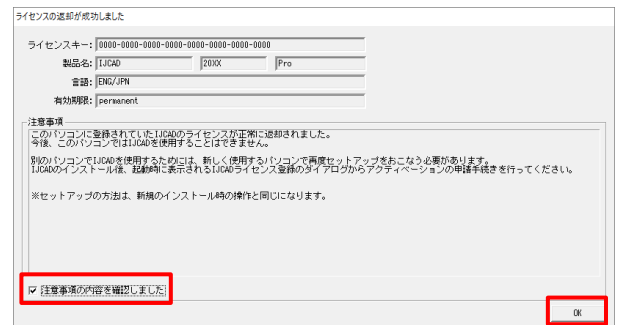 ライセンスの返却が成功しました
ライセンスキー: 0000-0000-0000-0000-0000-0000-0000-0000
製品名: IJCAD 20XX Pro
言語: ENG/JPN
有効期限: permanent
注意事項
このパソコンに登録されていたIJCADのライセンスが正常に返却されました。
今後、このパソコンではIJCADを使用することはできません。
別のパソコンでIJCADを使用するためには、新しく使用するパソコンで再度セットアップをおこなう必要があります。
IJCADのインストール後、起動時に表示されるIJCADライセンス登録のダイアログからアクティベーションの申請手続きを行ってください。
※セットアップの方法は、新規のインストール時の操作と同じになります。
注意事項の内容を確認しました
OK